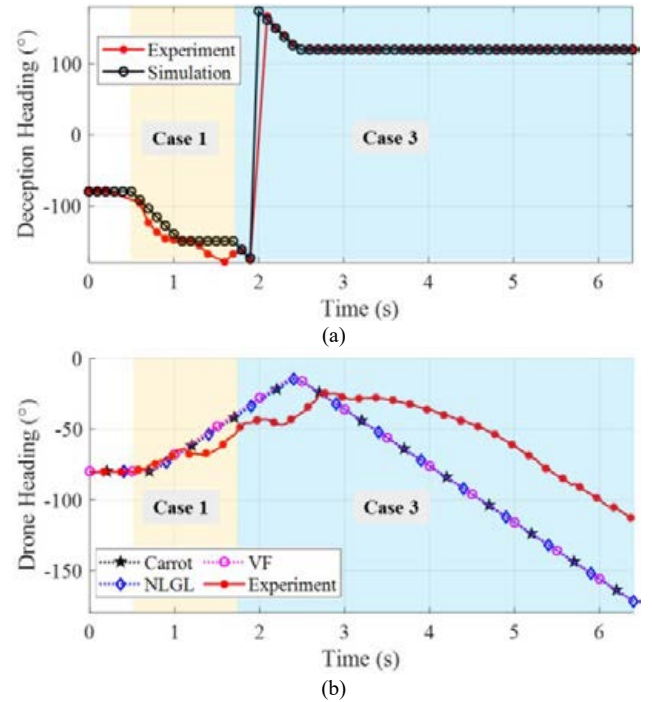 100
0
-100
Deception Heading (°)
Experiment
Simulation
Case 1
Case 3
0 1 2 3 4 5 6
Time (s)
(a)
0
-50
-100
-150
Drone Heading (°)
Case 1
Case 3
Carrot VF
NLGL Experiment
0 1 2 3 4 5 6
Time (s)
(b)